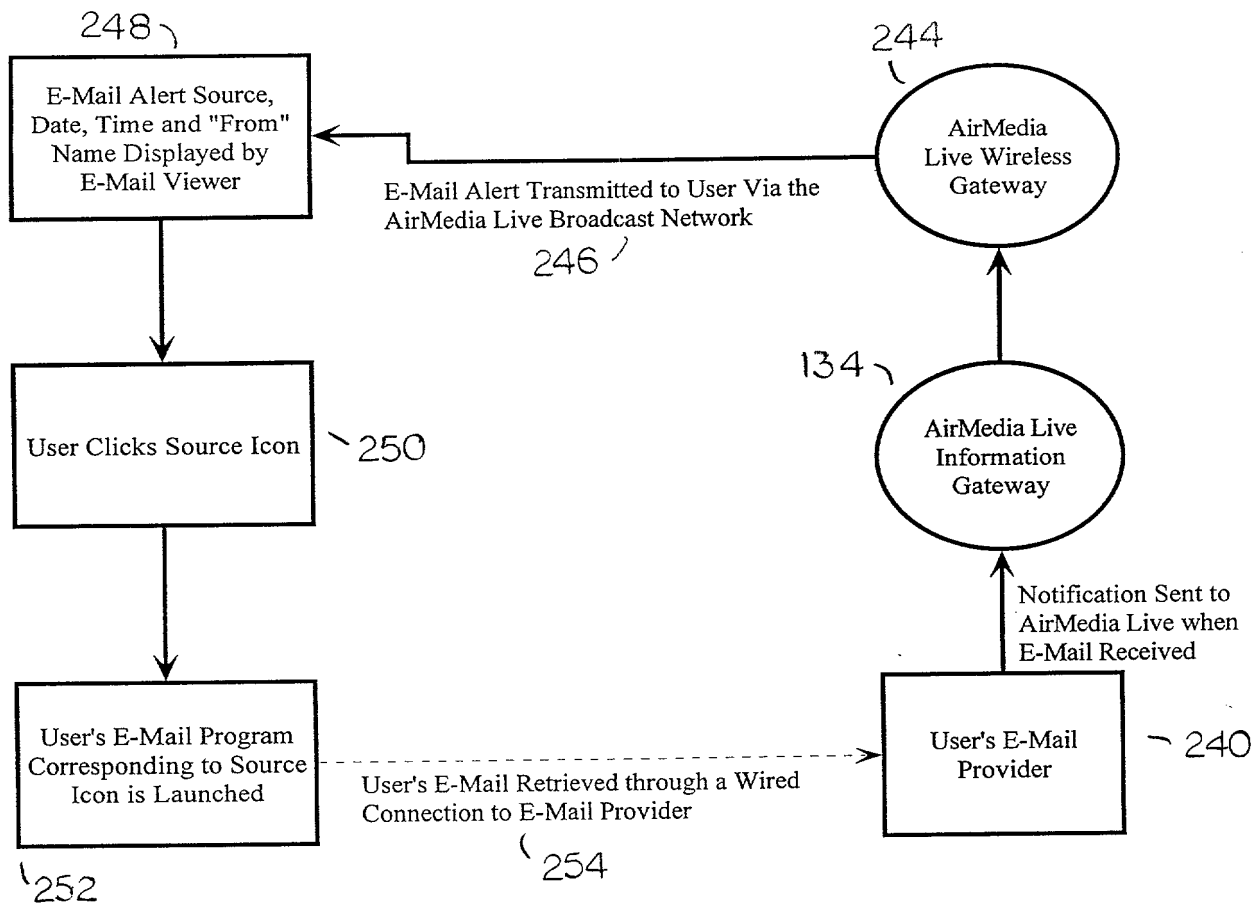 248
E-Mail Alert Source,
Date, Time and "From"
Name Displayed by
E-Mail Viewer
244
AirMedia
Live Wireless
Gateway
E-Mail Alert Transmitted to User Via the
AirMedia Live Broadcast Network
246
User Clicks Source Icon
250
134
AirMedia Live
Information
Gateway
Notification Sent to
AirMedia Live when
E-Mail Received
User's E-Mail Program
Corresponding to Source
Icon is Launched
252
User's E-Mail Retrieved through a Wired
Connection to E-Mail Provider
254
User's E-Mail
Provider
240